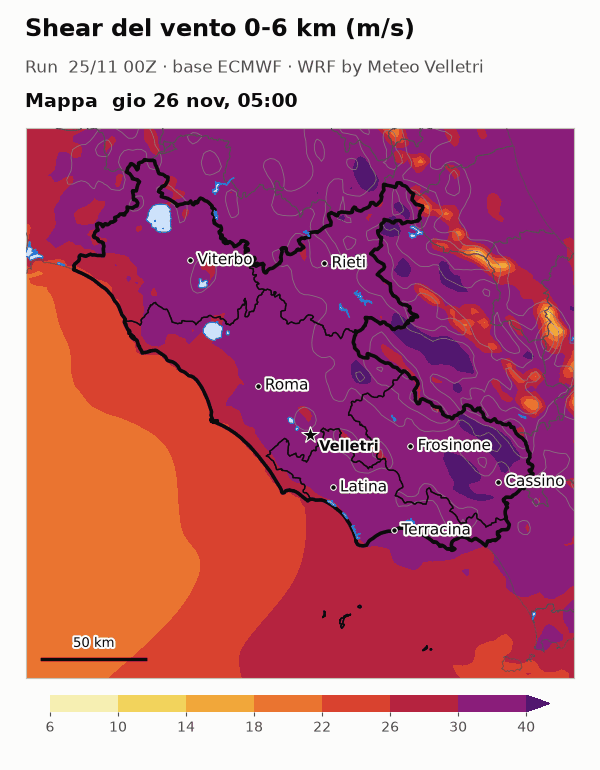 Shear del vento 0-6 km (m/s)
Run  25/11 00Z · base ECMWF · WRF by Meteo Velletri
Mappa  gio 26 nov, 05:00
Viterbo
Rieti
Roma
Velletri
Frosinone
Latina
Cassino
Terracina
50 km
6 10 14 18 22 26 30 40